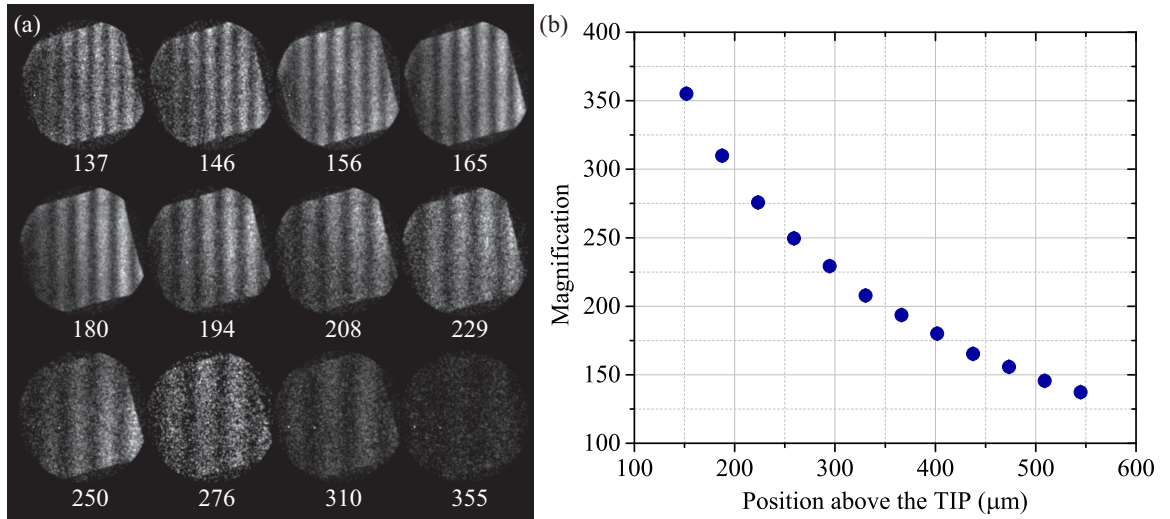 (a)
137 146 156 165
180 194 208 229
250 276 310 355
(b)
400
350
300
250
200
150
100
Magnification
100 200 300 400 500 600
Position above the TIP (μm)